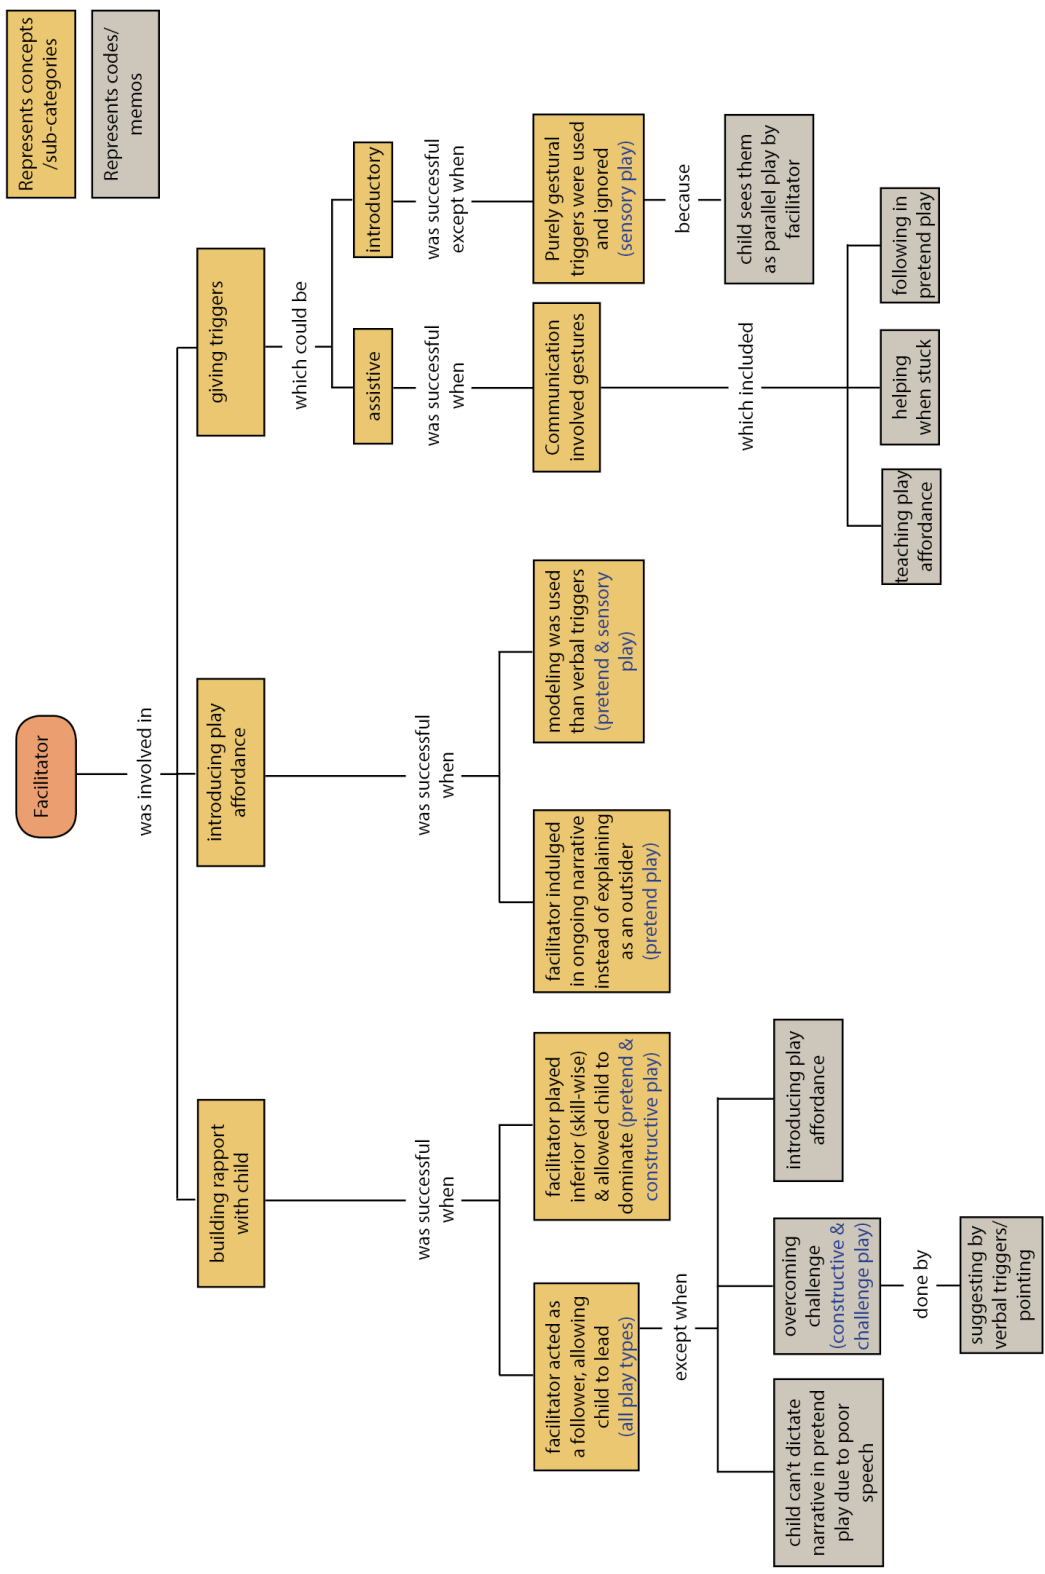 Represents concepts
/sub-categories
Represents codes/
memos
Facilitator
was involved in
building rapport
with child
introducing play
affordance
giving triggers
which could be
assistive
introductory
was successful
when
was successful
when
was successful
when
was successful
except when
facilitator acted as
a follower, allowing
child to lead
(all play types)
facilitator played
inferior (skill-wise)
& allowed child to
dominate (pretend &
constructive play)
facilitator indulged
in ongoing narrative
instead of explaining
as an outsider
(pretend play)
modeling was used
than verbal triggers
(pretend & sensory
play)
Communication
involved gestures
Purely gestural
triggers were used
and ignored
(sensory play)
except when
which included
because
child can't dictate
narrative in pretend
play due to poor
speech
overcoming
challenge
(constructive &
challenge play)
introducing play
affordance
done by
suggesting by
verbal triggers/
pointing
teaching play
affordance
helping
when stuck
following in
pretend play
child sees them
as parallel play by
facilitator